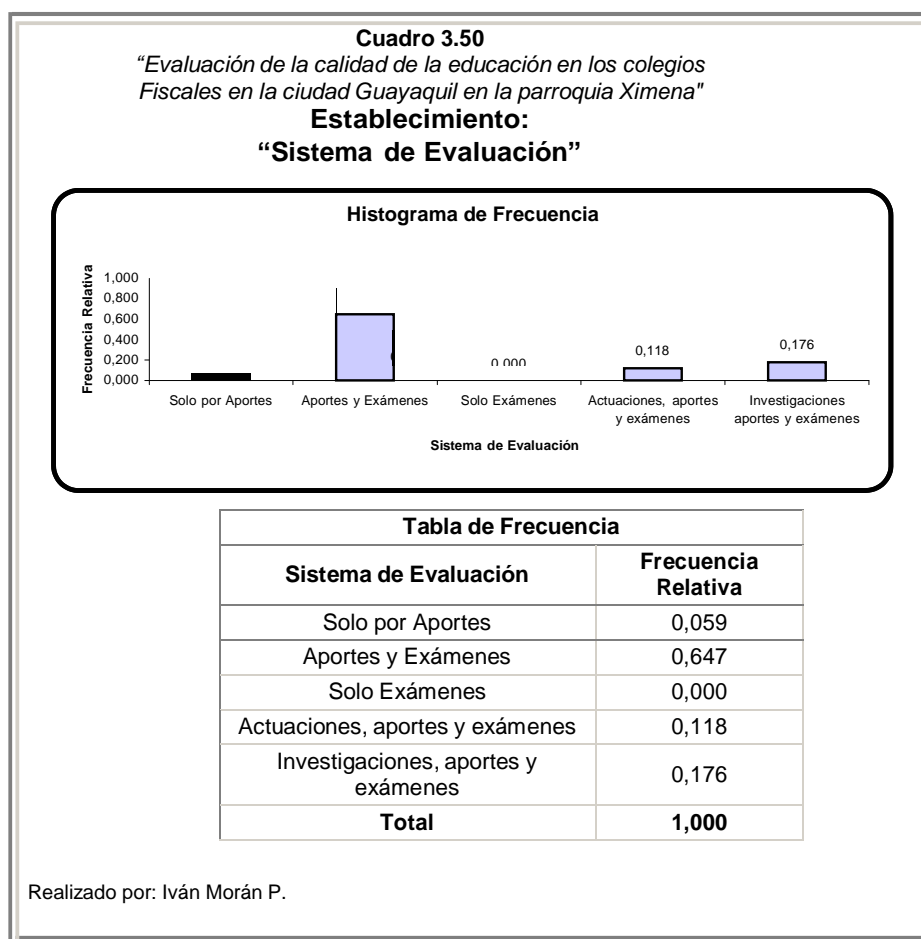 Cuadro 3.50
“Evaluación de la calidad de la educación en los colegios
Fiscales en la ciudad Guayaquil en la parroquia Ximena"
Establecimiento:
“Sistema de Evaluación”
Histograma de Frecuencia
Frecuencia Relativa
1,000
0,800
0,600
0,400
0,200
0,000
0,000
0,118
0,176
Solo por Aportes
Aportes y Exámenes
Solo Exámenes
Actuaciones, aportes
y exámenes
Investigaciones
aportes y exámenes
Sistema de Evaluación
Tabla de Frecuencia
Sistema de Evaluación
Frecuencia
Relativa
Solo por Aportes 0,059
Aportes y Exámenes 0,647
Solo Exámenes 0,000
Actuaciones, aportes y exámenes 0,118
Investigaciones, aportes y
exámenes
0,176
Total 1,000
Realizado por: Iván Morán P.